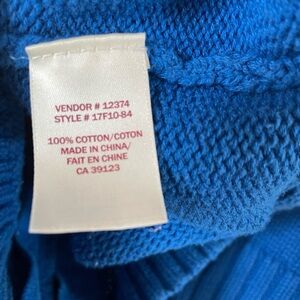 VENDOR # 12374
STYLE # 17F10-84
100% COTTON/COTON
MADE IN CHINA/
FAIT EN CHINE
CA 39123